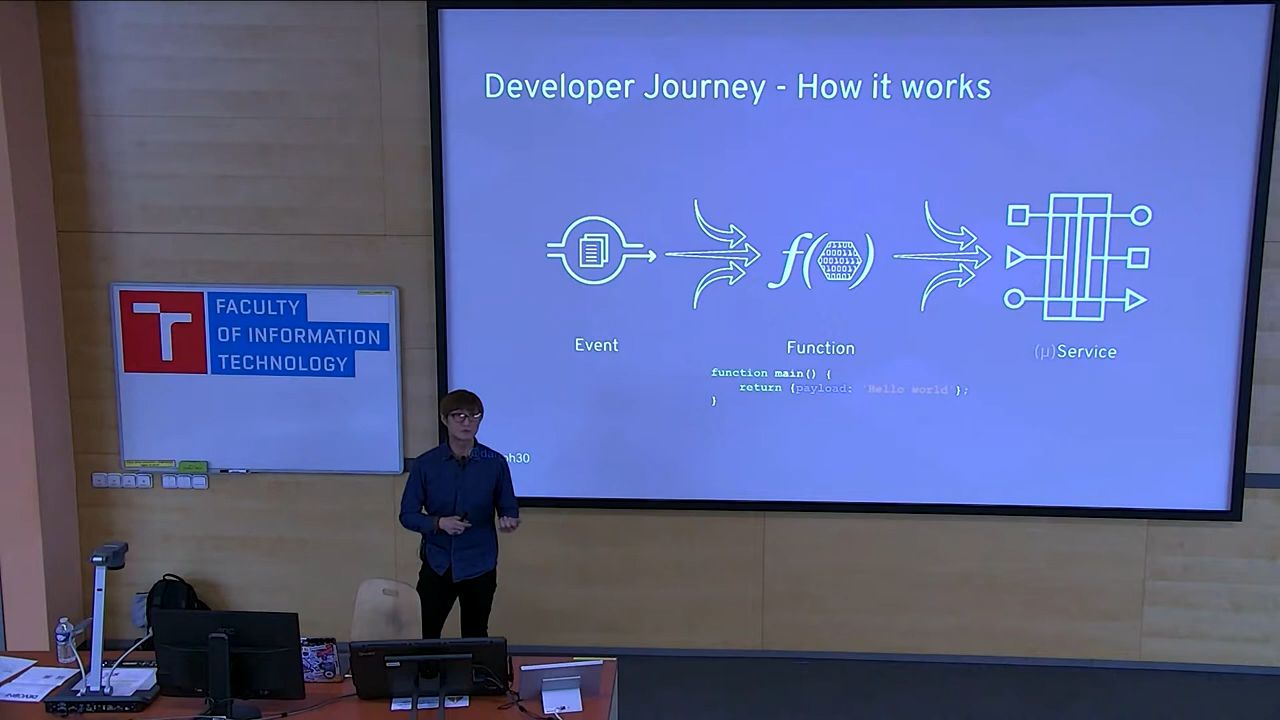 Developer Journey - How it works
Event
Function
(μ)Service
function main() {
return {payload: 'Hello world'};
}
FACULTY
OF INFORMATION
TECHNOLOGY